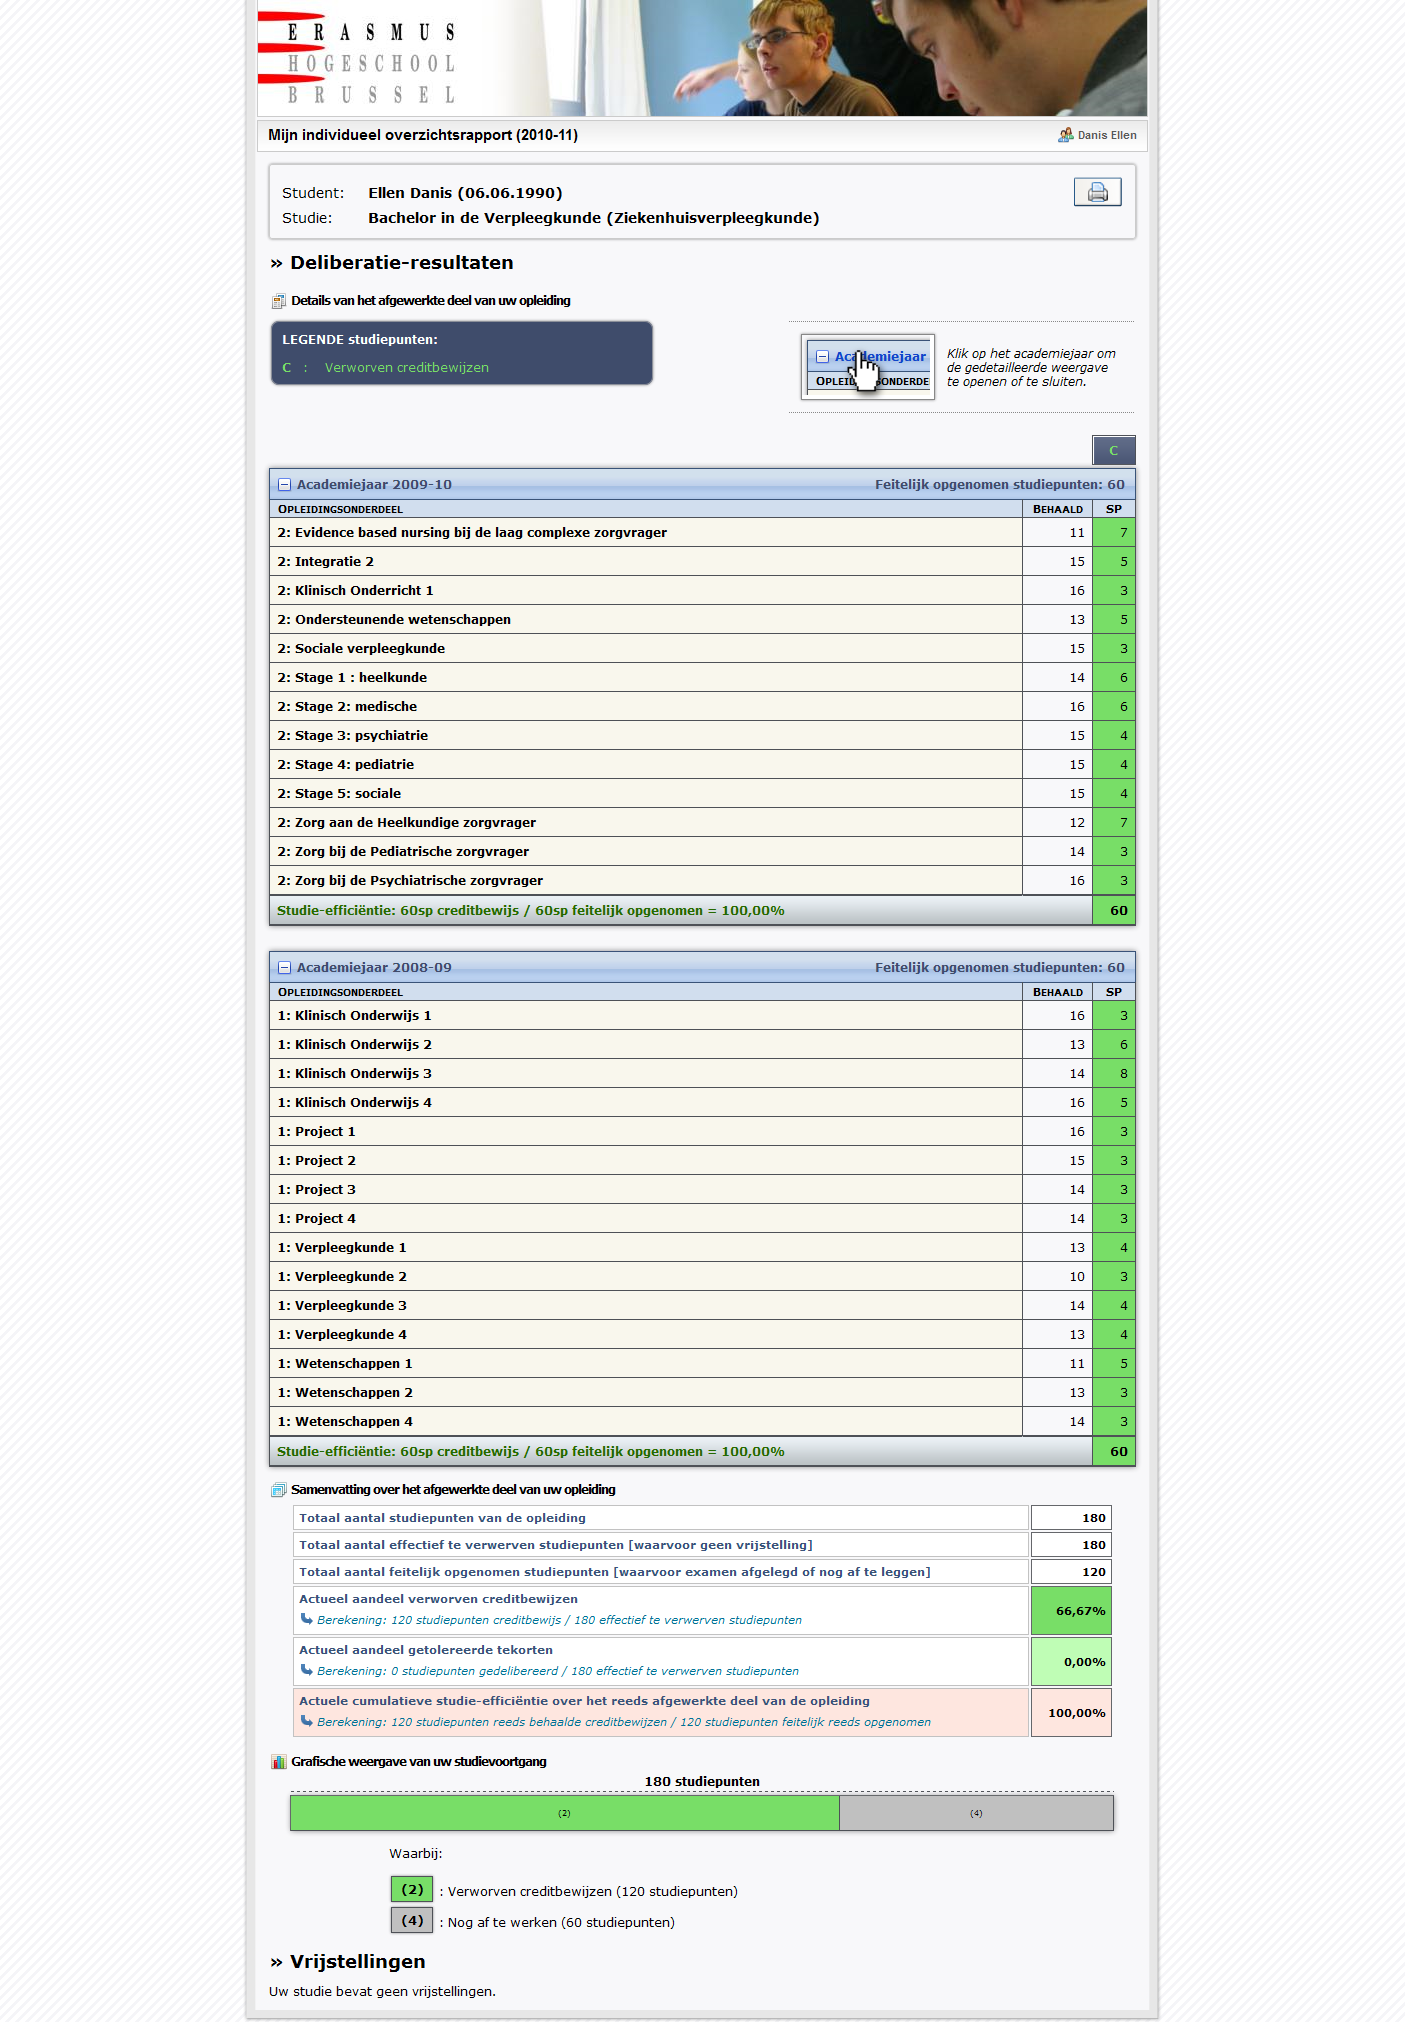 ERASMUS
HOGESCHOOL
BRUSSEL
Mijn individueel overzichtsrapport (2010-11)
Danis Ellen
Student: Ellen Danis (06.06.1990)
Studie: Bachelor in de Verpleegkunde (Ziekenhuisverpleegkunde)
» Deliberatie-resultaten
Details van het afgewerkte deel van uw opleiding
LEGENDE studiepunten:
C : Verworven creditbewijzen
Academiejaar
Klik op het academiejaar om
de gedetailleerde weergave
te openen of te sluiten.
C
Academiejaar 2009-10 Feitelijk opgenomen studiepunten: 60
OPLEIDINGSONDERDEEL BEHAALD SP
2: Evidence based nursing bij de laag complexe zorgvrager 11 7
2: Integratie 2 15 5
2: Klinisch Onderricht 1 16 3
2: Ondersteunende wetenschappen 13 5
2: Sociale verpleegkunde 15 3
2: Stage 1 : heelkunde 14 6
2: Stage 2: medische 16 6
2: Stage 3: psychiatrie 15 4
2: Stage 4: pediatrie 15 4
2: Stage 5: sociale 15 4
2: Zorg aan de Heelkundige zorgvrager 12 7
2: Zorg bij de Pediatrische zorgvrager 14 3
2: Zorg bij de Psychiatrische zorgvrager 16 3
Studie-efficiëntie: 60sp creditbewijs / 60sp feitelijk opgenomen = 100,00% 60
Academiejaar 2008-09 Feitelijk opgenomen studiepunten: 60
OPLEIDINGSONDERDEEL BEHAALD SP
1: Klinisch Onderwijs 1 16 3
1: Klinisch Onderwijs 2 13 6
1: Klinisch Onderwijs 3 14 8
1: Klinisch Onderwijs 4 16 5
1: Project 1 16 3
1: Project 2 15 3
1: Project 3 14 3
1: Project 4 14 3
1: Verpleegkunde 1 13 4
1: Verpleegkunde 2 10 3
1: Verpleegkunde 3 14 4
1: Verpleegkunde 4 13 4
1: Wetenschappen 1 11 5
1: Wetenschappen 2 13 3
1: Wetenschappen 4 14 3
Studie-efficiëntie: 60sp creditbewijs / 60sp feitelijk opgenomen = 100,00% 60
Samenvatting over het afgewerkte deel van uw opleiding
Totaal aantal studiepunten van de opleiding 180
Totaal aantal effectief te verwerven studiepunten [waarvoor geen vrijstelling] 180
Totaal aantal feitelijk opgenomen studiepunten [waarvoor examen afgelegd of nog af te leggen] 120
Actueel aandeel verworven creditbewijzen 66,67%
Berekening: 120 studiepunten creditbewijs / 180 effectief te verwerven studiepunten
Actueel aandeel getolereerde tekorten 0,00%
Berekening: 0 studiepunten gedelibereerd / 180 effectief te verwerven studiepunten
Actuele cumulatieve studie-efficiëntie over het reeds afgewerkte deel van de opleiding 100,00%
Berekening: 120 studiepunten reeds behaalde creditbewijzen / 120 studiepunten feitelijk reeds opgenomen
Grafische weergave van uw studievoortgang
180 studiepunten
(2) (4)
Waarbij:
(2) : Verworven creditbewijzen (120 studiepunten)
(4) : Nog af te werken (60 studiepunten)
» Vrijstellingen
Uw studie bevat geen vrijstellingen.